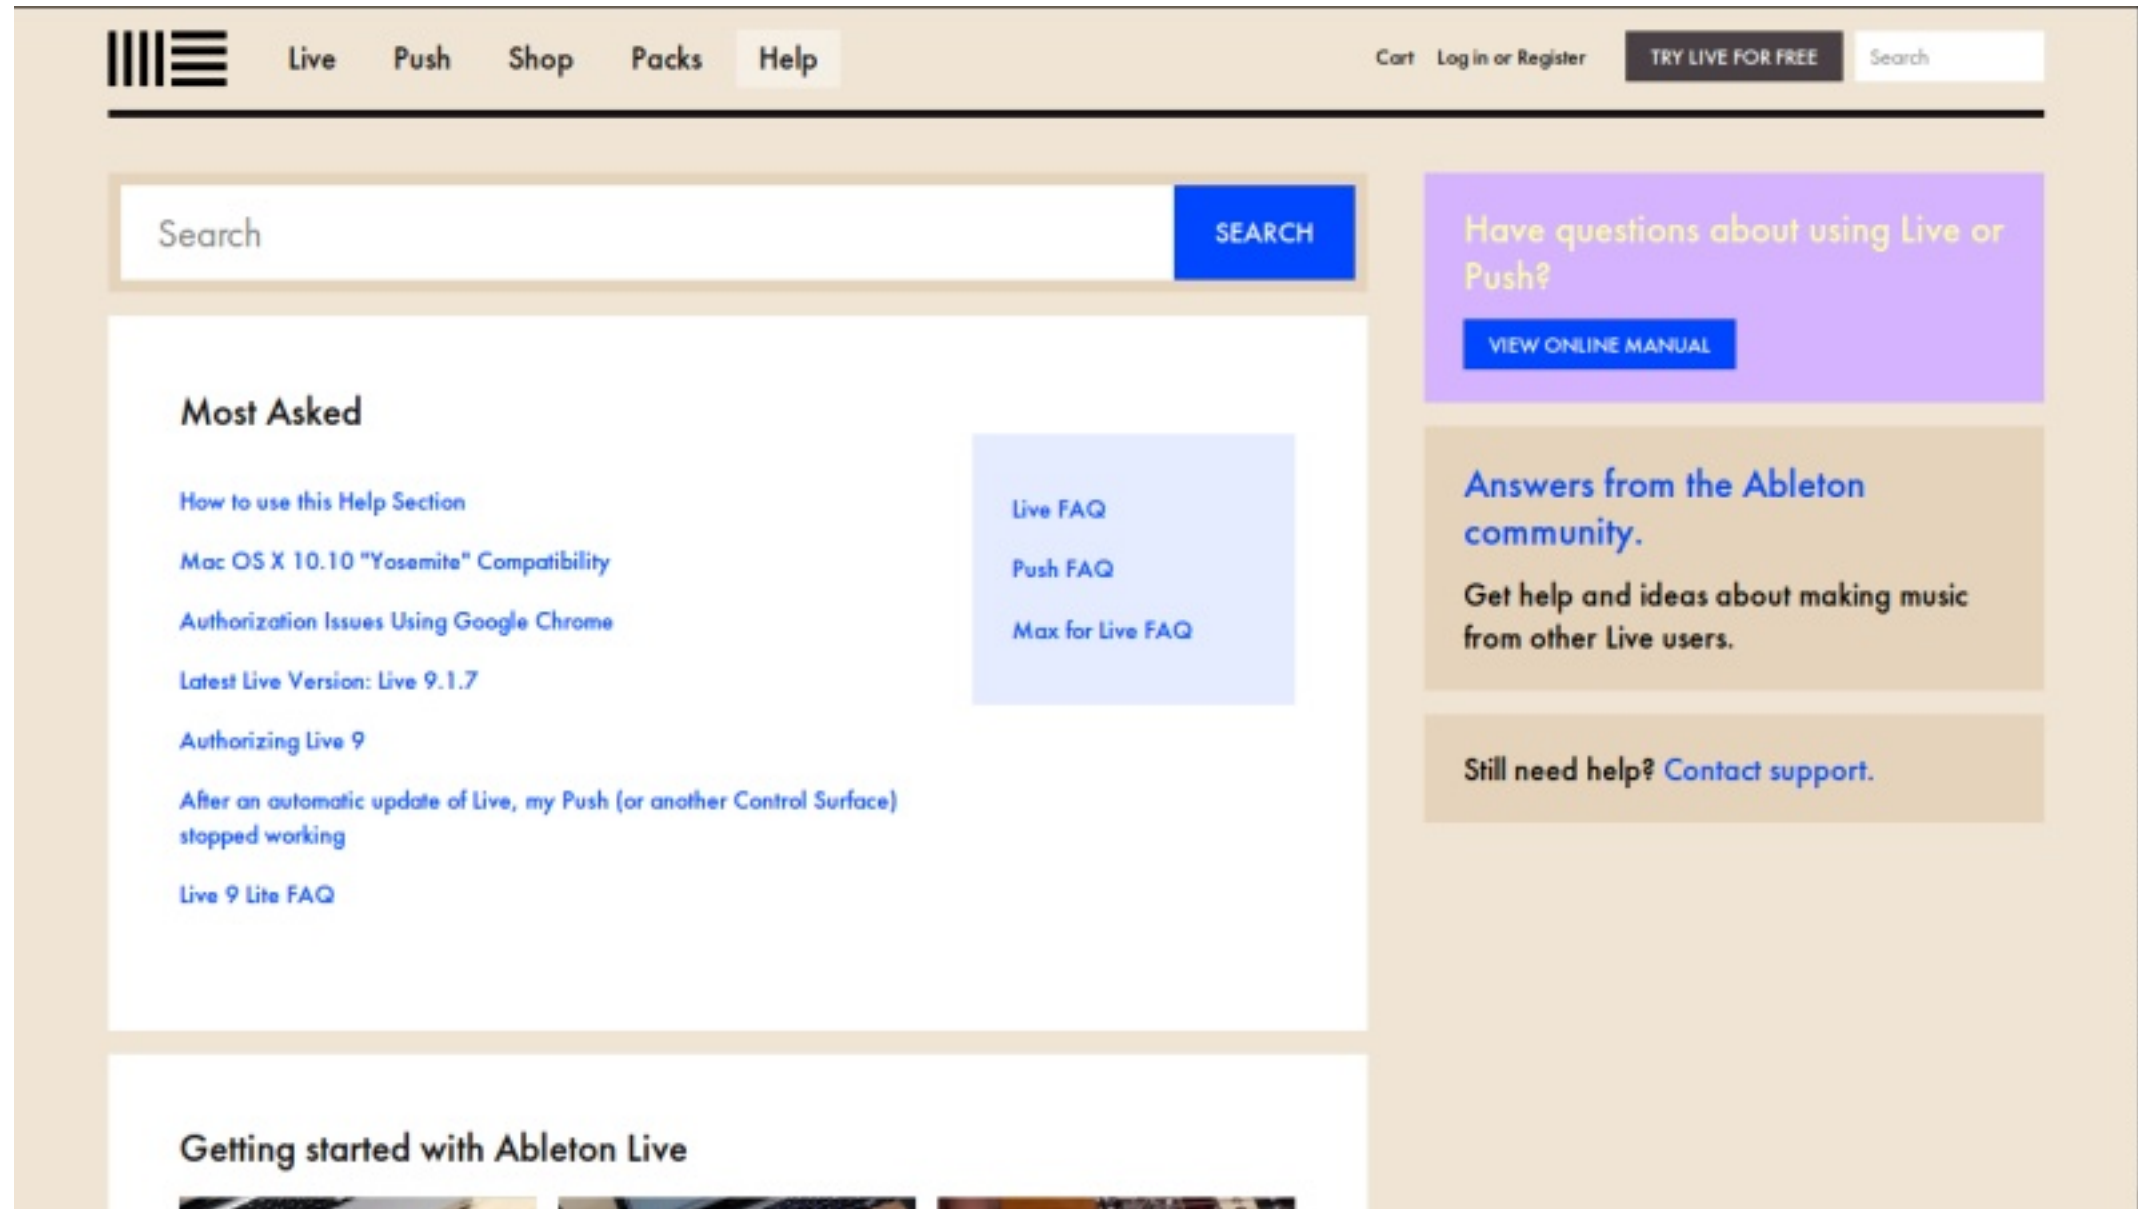 Live Push Shop Packs Help
Cart Log in or Register TRY LIVE FOR FREE Search
Search SEARCH
Most Asked
How to use this Help Section
Mac OS X 10.10 "Yosemite" Compatibility
Authorization Issues Using Google Chrome
Latest Live Version: Live 9.1.7
Authorizing Live 9
After an automatic update of Live, my Push (or another Control Surface)
stopped working
Live 9 Lite FAQ
Live FAQ
Push FAQ
Max for Live FAQ
Getting started with Ableton Live
Have questions about using Live or
Push?
VIEW ONLINE MANUAL
Answers from the Ableton
community.
Get help and ideas about making music
from other Live users.
Still need help? Contact support.